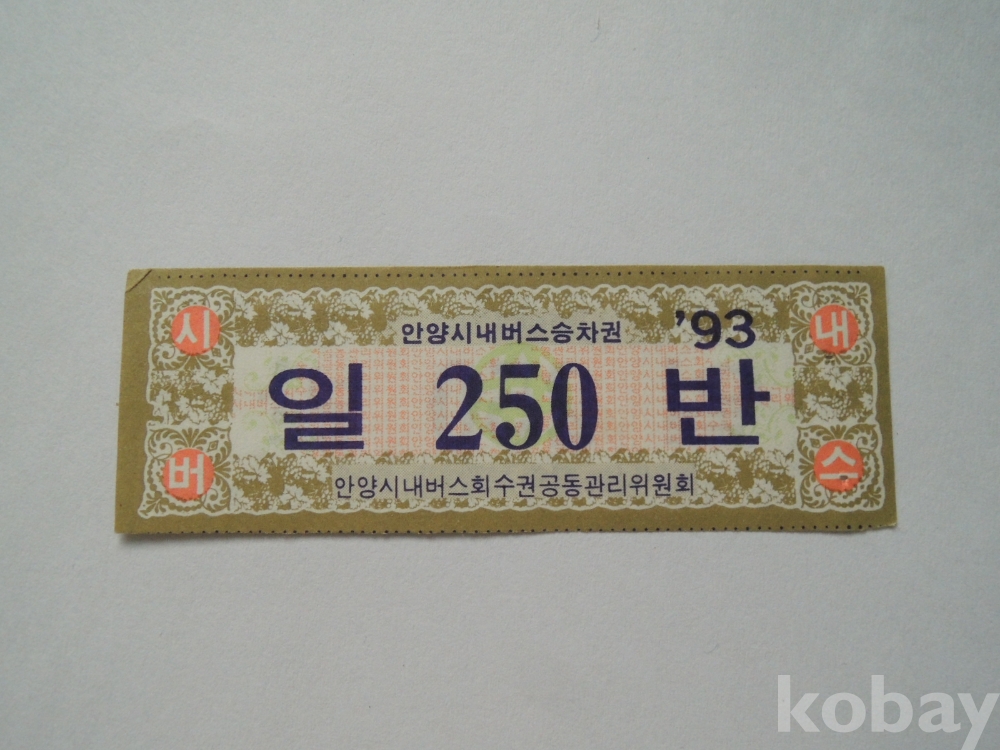 시 내
안양시내버스승차권 '93
일 250 반
버 스
안양시내버스회수권공동관리위원회
kobay